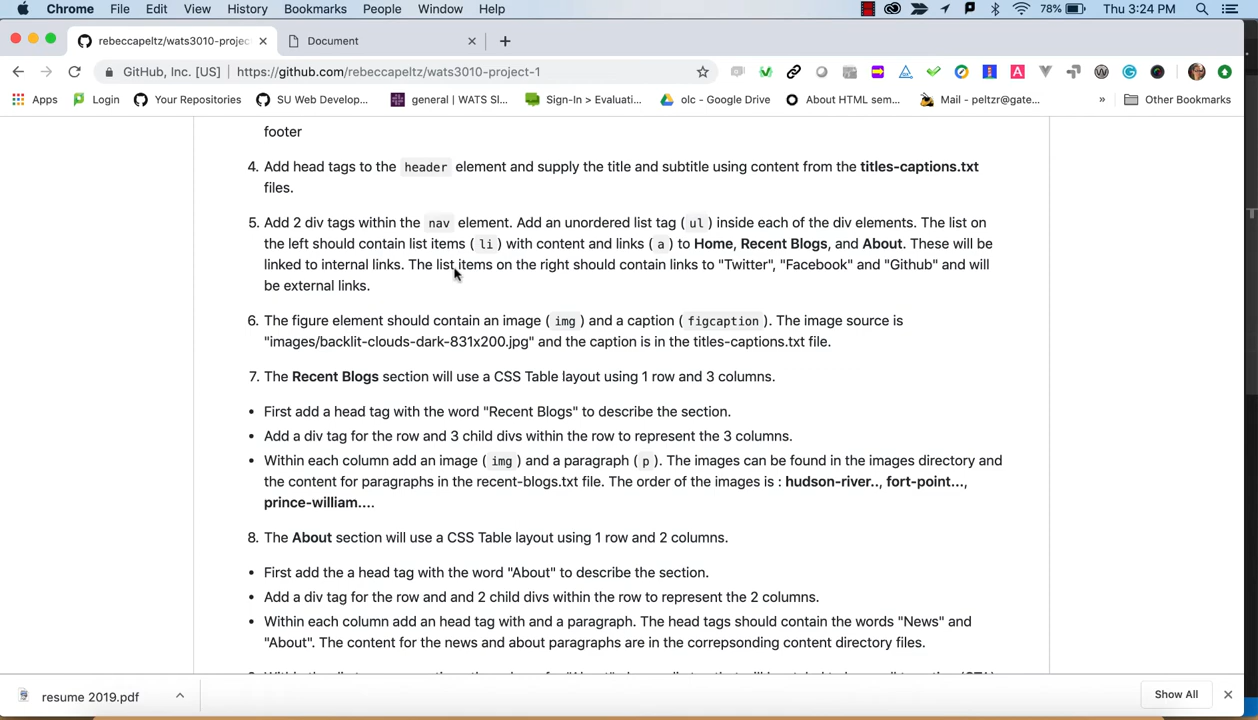 Chrome File Edit View History Bookmarks People Window Help 78% Thu 3:24 PM
rebeccapeltz/wats3010-projec Document
GitHub, Inc. [US] https://github.com/rebeccapeltz/wats3010-project-1
Apps Login Your Repositories SU Web Develop... general | WATS Sl... Sign-In > Evaluati... olc - Google Drive About HTML sem... Mail - peltzr@gate... » Other Bookmarks
footer
4. Add head tags to the header element and supply the title and subtitle using content from the titles-captions.txt
files.
5. Add 2 div tags within the nav element. Add an unordered list tag ( ul ) inside each of the div elements. The list on
the left should contain list items ( li ) with content and links ( a ) to Home, Recent Blogs, and About. These will be
linked to internal links. The list items on the right should contain links to "Twitter", "Facebook" and "Github" and will
be external links.
6. The figure element should contain an image ( img ) and a caption ( figcaption ). The image source is
"images/backlit-clouds-dark-831x200.jpg" and the caption is in the titles-captions.txt file.
7. The Recent Blogs section will use a CSS Table layout using 1 row and 3 columns.
• First add a head tag with the word "Recent Blogs" to describe the section.
• Add a div tag for the row and 3 child divs within the row to represent the 3 columns.
• Within each column add an image ( img ) and a paragraph ( p ). The images can be found in the images directory and
the content for paragraphs in the recent-blogs.txt file. The order of the images is : hudson-river.., fort-point...,
prince-william....
8. The About section will use a CSS Table layout using 1 row and 2 columns.
• First add the a head tag with the word "About" to describe the section.
• Add a div tag for the row and and 2 child divs within the row to represent the 2 columns.
• Within each column add an head tag with and a paragraph. The head tags should contain the words "News" and
"About". The content for the news and about paragraphs are in the correpsonding content directory files.
resume 2019.pdf Show All